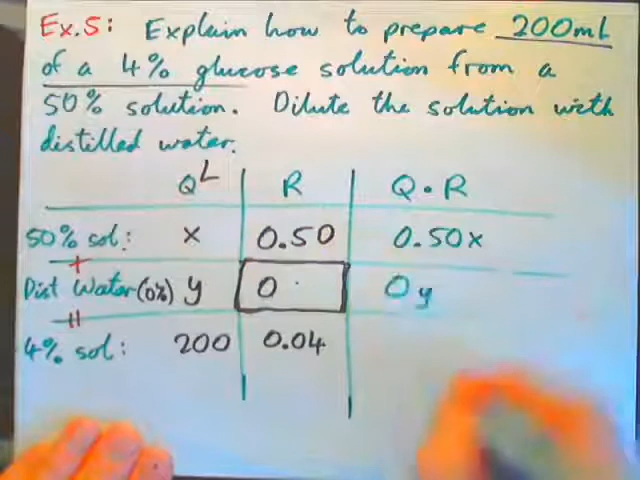 Ex.5: Explain how to prepare 200mL
of a 4% glucose solution from a
50% solution. Dilute the solution with
distilled water.
Q L R Q • R
50% sol: x 0.50 0.50x
+
Dist Water (0%) y 0 0y
=
4% sol: 200 0.04